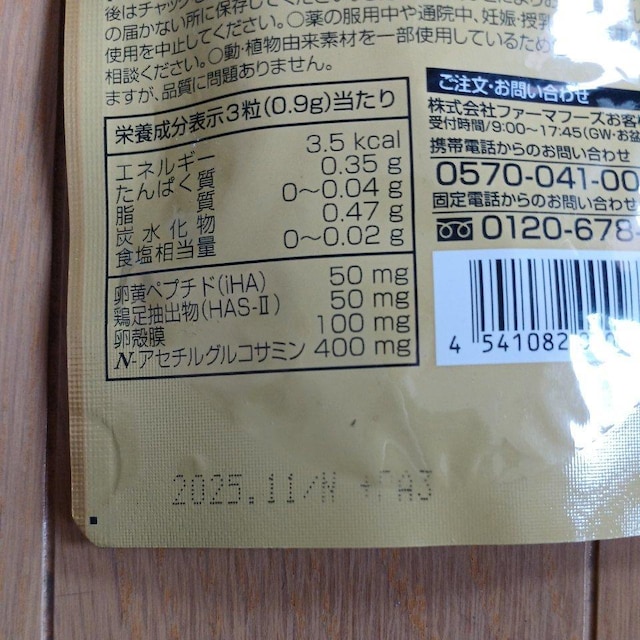 後はチャック
の届かない所に保存してくださ
○薬の服用中や通院中、妊娠・授乳
使用を中止してください。○動・植物由来素材を一部使用しているため
相談ください。
ますが、品質に問題ありません。
栄養成分表示3粒(0.9g)当たり
エネルギー 3.5 kcal
たんぱく質 0.35 g
脂質 0〜0.04 g
炭水化物 0.47 g
食塩相当量 0〜0.02 g
卵黄ペプチド(iHA) 50 mg
鶏足抽出物(HAS-Ⅱ) 50 mg
卵殻膜 100 mg
N-アセチルグルコサミン 400 mg
ご注文・お問い合わせ
株式会社ファーマフーズお客
受付時間/9:00〜17:45(GW・お盆
携帯電話からのお問い合わせ
0570-041-00
固定電話からのお問い合わせ
0120-678
4 541082
2025.11/N +FA3